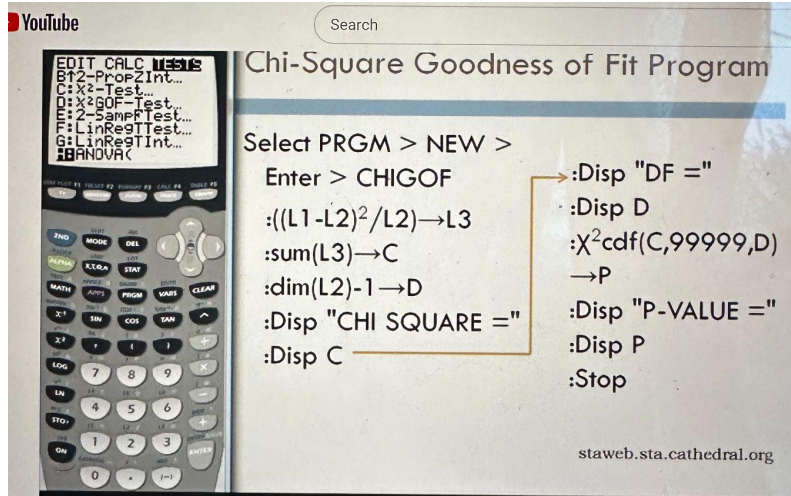 YouTube
Search
EDIT CALC TESTS
B↑2-PropZInt…
C:χ²-Test…
D:χ²GOF-Test…
E:2-SampFTest…
F:LinRegTTest…
G:LinRegTInt…
:ANOVA(
Chi-Square Goodness of Fit Program
Select PRGM > NEW >
Enter > CHIGOF
:((L1-L2)²/L2)→L3
:sum(L3)→C
:dim(L2)-1→D
:Disp "CHI SQUARE ="
:Disp C
:Disp "DF ="
:Disp D
:χ²cdf(C,99999,D)
→P
:Disp "P-VALUE ="
:Disp P
:Stop
2ND MODE DEL
ALPHA X,T,θ,n STAT
MATH APPS PRGM VARS CLEAR
x⁻¹ SIN COS TAN ^
x² , ( ) ÷
LOG 7 8 9 ×
LN 4 5 6 −
STO› 1 2 3 +
ON 0 . (−) ENTER
staweb.sta.cathedral.org